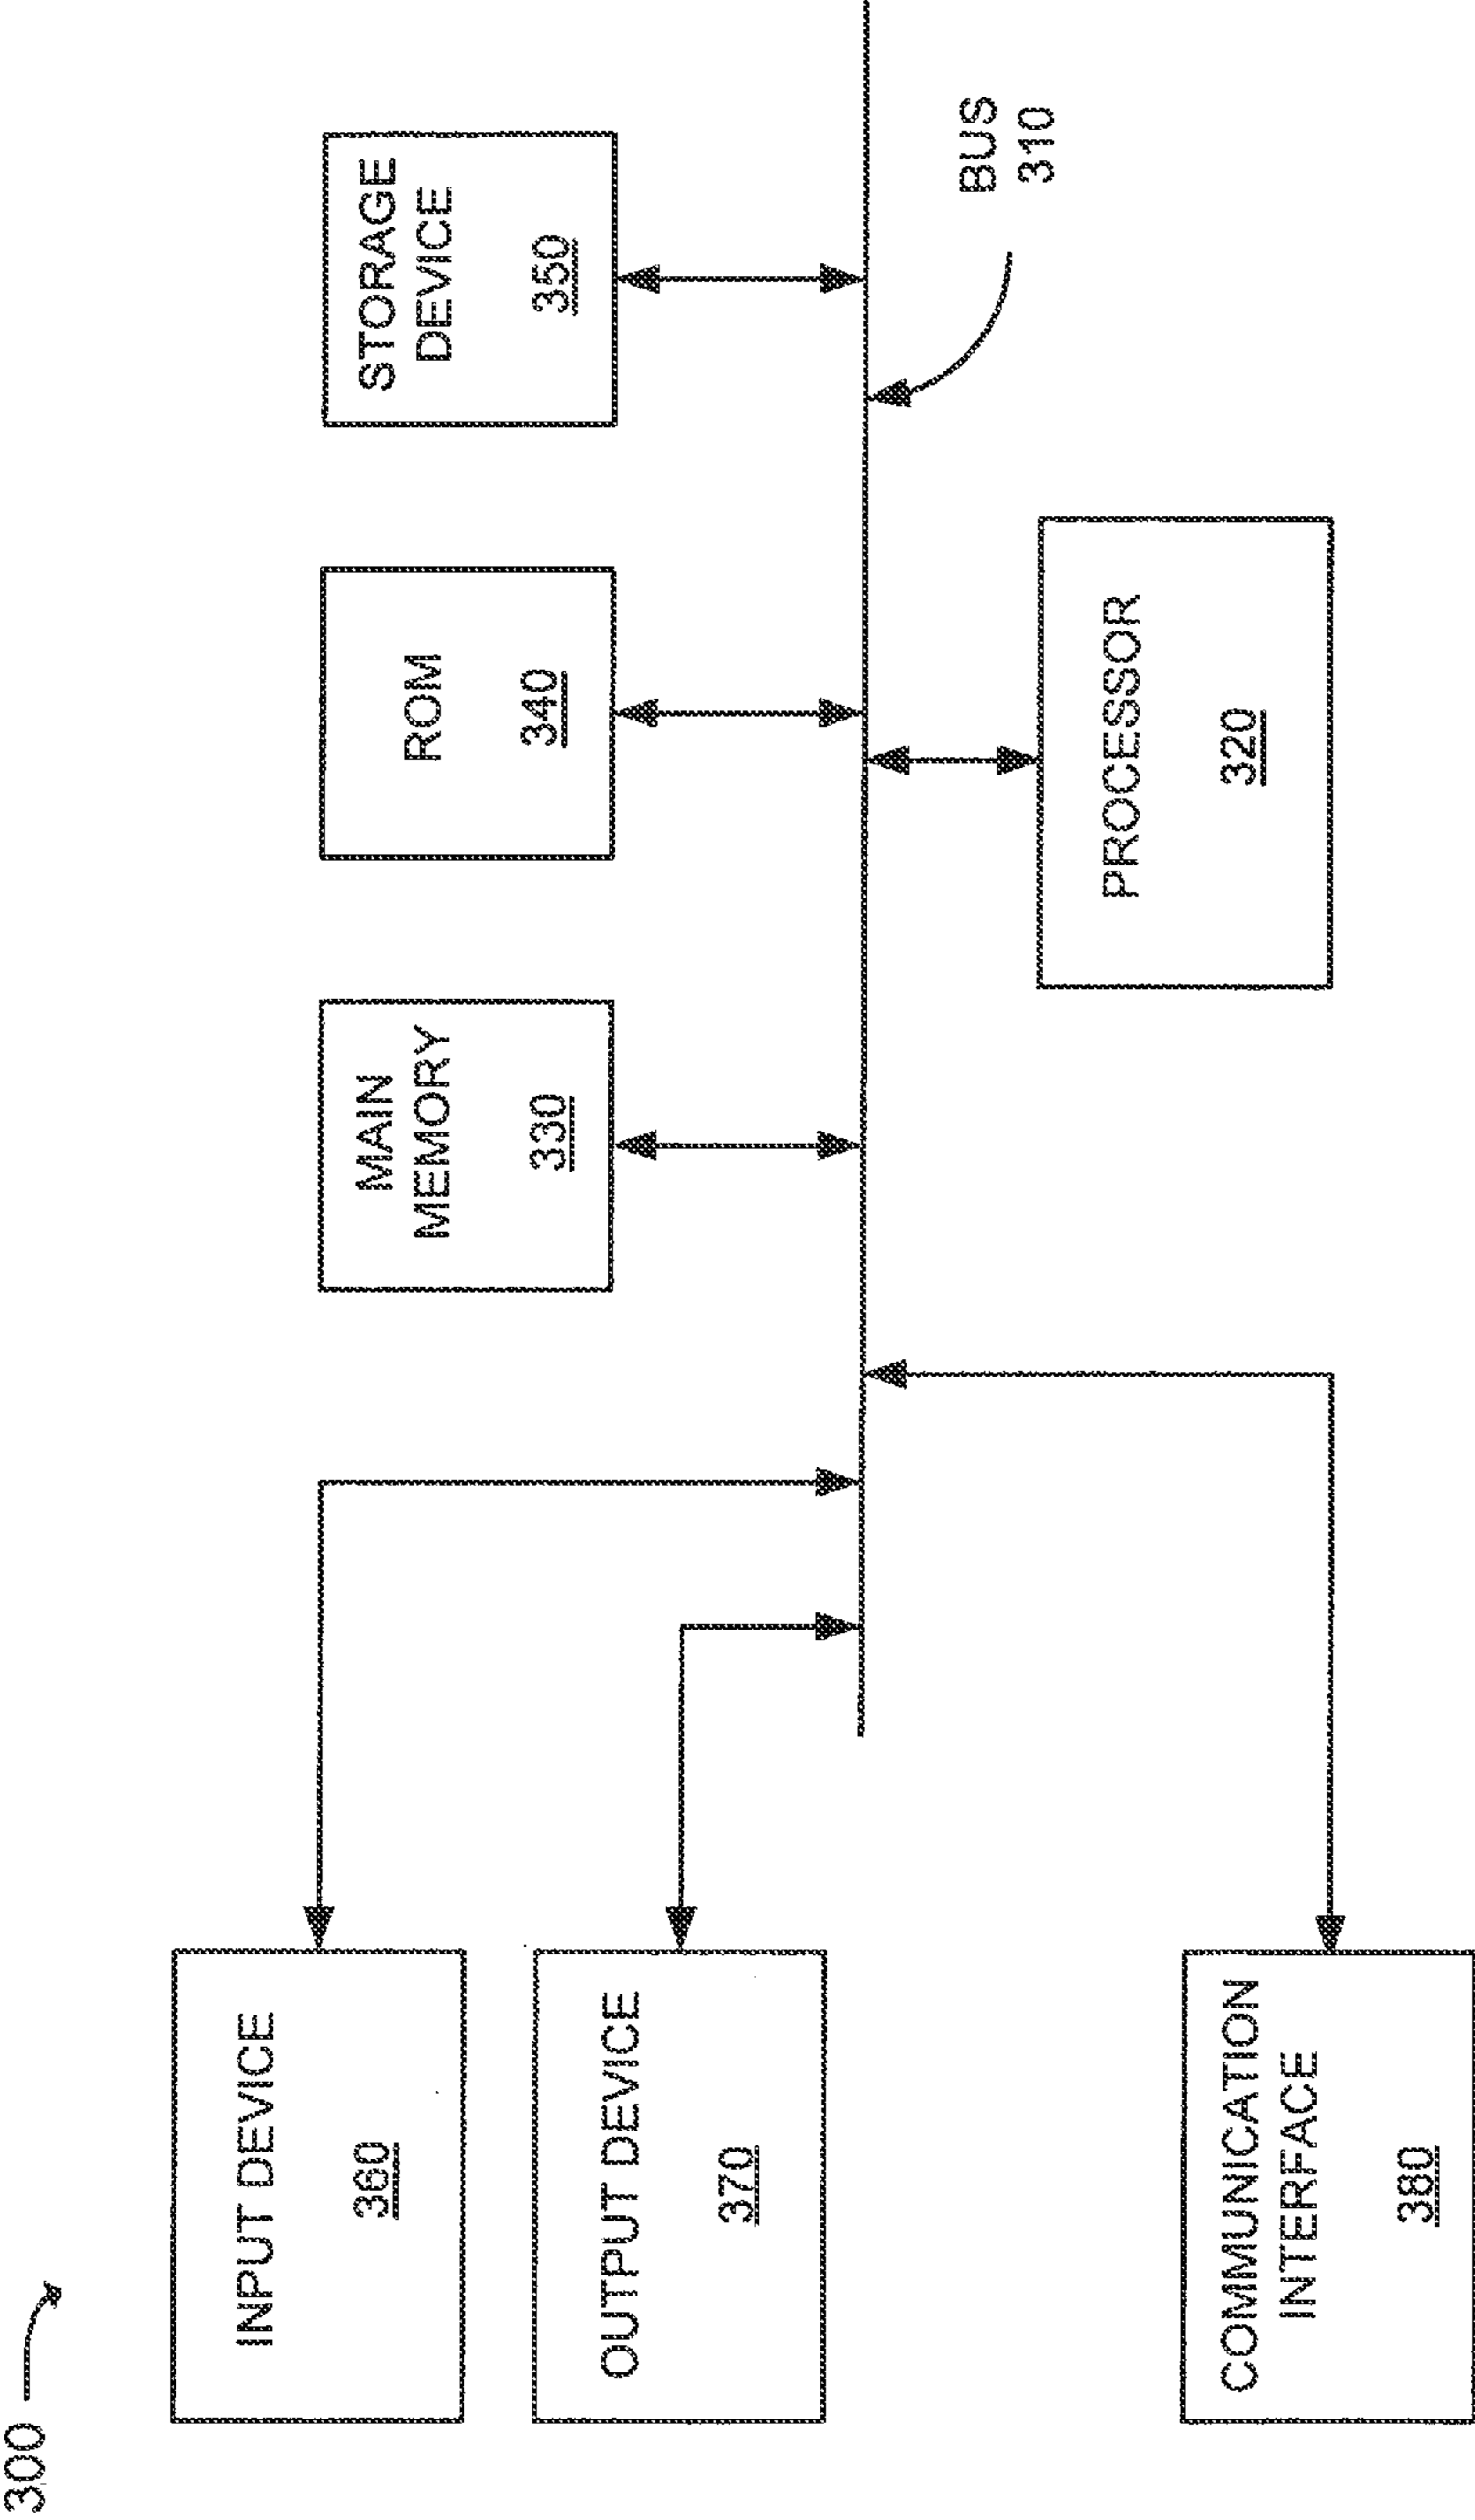 300
INPUT DEVICE
360
OUTPUT DEVICE
370
COMMUNICATION
INTERFACE
380
MAIN
MEMORY
330
ROM
340
STORAGE
DEVICE
350
PROCESSOR
320
BUS
310